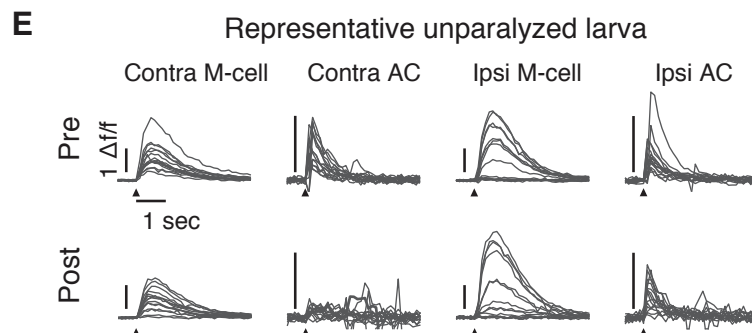 E
Representative unparalyzed larva
Contra M-cell Contra AC Ipsi M-cell Ipsi AC
Pre
1 Δf/f
1 sec
Post